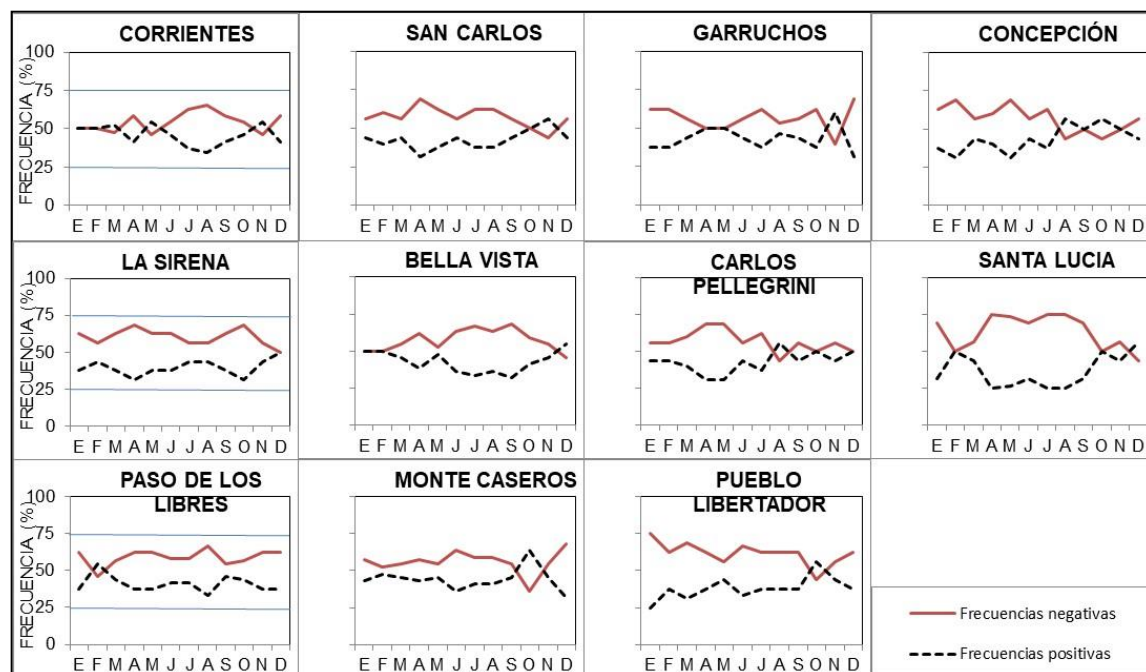 CORRIENTES
SAN CARLOS
GARRUCHOS
CONCEPCIÓN
FRECUENCIA (%)
100
75
50
25
0
E F M A M J J A S O N D
E F M A M J J A S O N D
E F M A M J J A S O N D
E F M A M J J A S O N D
LA SIRENA
BELLA VISTA
CARLOS
PELLEGRINI
SANTA LUCIA
FRECUENCIA (%)
100
75
50
25
0
E F M A M J J A S O N D
E F M A M J J A S O N D
E F M A M J J A S O N D
E F M A M J J A S O N D
PASO DE LOS
LIBRES
MONTE CASEROS
PUEBLO
LIBERTADOR
FRECUENCIA (%)
100
75
50
25
0
E F M A M J J A S O N D
E F M A M J J A S O N D
E F M A M J J A S O N D
Frecuencias negativas
Frecuencias positivas